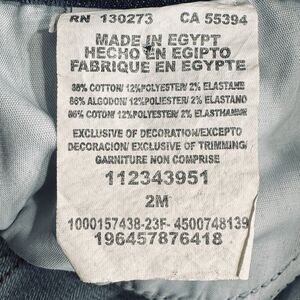 RN 130273 CA 55394
MADE IN EGYPT
HECHO EN EGIPTO
FABRIQUE EN EGYPTE
86% COTTON/ 12%POLYESTER/ 2% ELASTANE
86% ALGODON/ 12%POLYESTER/ 2% ELASTANO
86% COTON/ 12%POLYESTER/ 2% ELASTHANNE
EXCLUSIVE OF DECORATION/EXCEPTO
DECORACION/ EXCLUSIVE OF TRIMMING/
GARNITURE NON COMPRISE
112343951
2M
1000157438-23F- 4500748139
196457876418